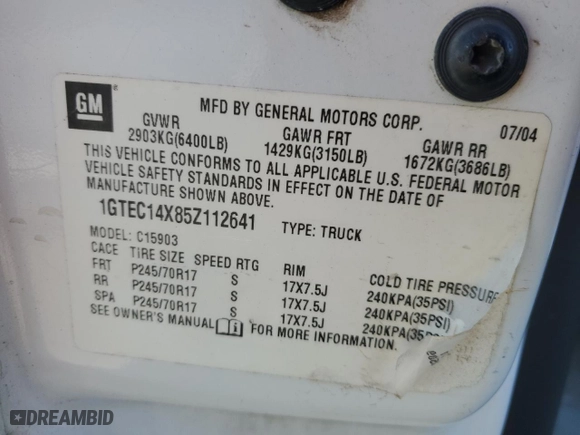 GM
MFD BY GENERAL MOTORS CORP. 07/04
GVWR GAWR FRT GAWR RR
2903KG(6400LB) 1429KG(3150LB) 1672KG(3686LB)
THIS VEHICLE CONFORMS TO ALL APPLICABLE U.S. FEDERAL MOTOR
VEHICLE SAFETY STANDARDS IN EFFECT ON THE DATE OF
MANUFACTURE SHOWN ABOVE.
1GTEC14X85Z112641 TYPE: TRUCK
MODEL: C15903
CACE TIRE SIZE SPEED RTG RIM COLD TIRE PRESSURE
FRT P245/70R17 S 17X7.5J 240KPA(35PSI)
RR P245/70R17 S 17X7.5J 240KPA(35PSI)
SPA P245/70R17 S 17X7.5J 240KPA(35PSI)
SEE OWNER'S MANUAL FOR MORE INFORMATION.
DREAMBID